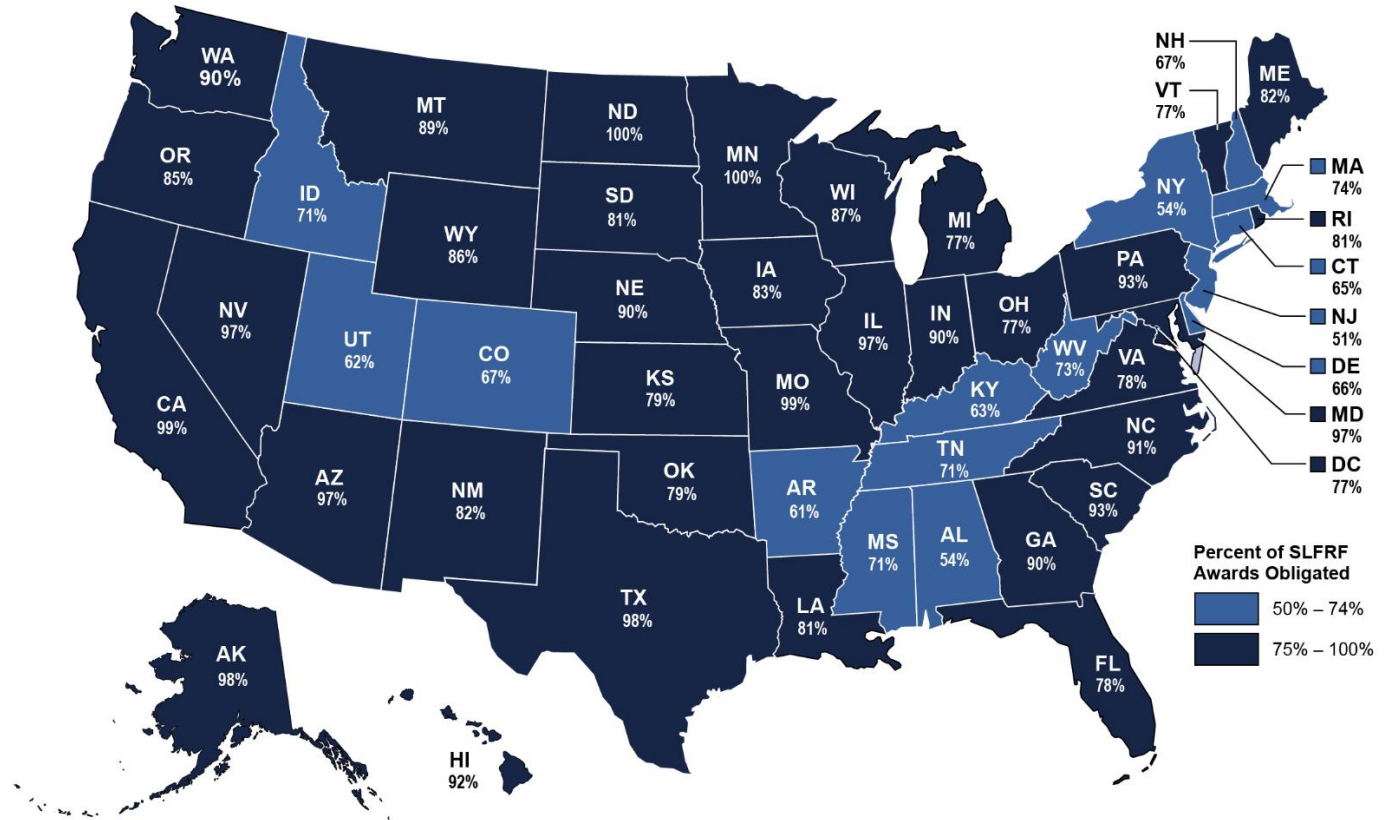 WA
90%
OR
85%
CA
99%
NV
97%
ID
71%
MT
89%
WY
86%
UT
62%
AZ
97%
CO
67%
NM
82%
ND
100%
SD
81%
NE
90%
KS
79%
OK
79%
TX
98%
MN
100%
IA
83%
MO
99%
AR
61%
LA
81%
WI
87%
IL
97%
MI
77%
IN
90%
OH
77%
KY
63%
TN
71%
MS
71%
AL
54%
GA
90%
FL
78%
SC
93%
NC
91%
VA
78%
WV
73%
PA
93%
NY
54%
VT
77%
NH
67%
ME
82%
MA
74%
RI
81%
CT
65%
NJ
51%
DE
66%
MD
97%
DC
77%
AK
98%
HI
92%
Percent of SLFRF
Awards Obligated
50% – 74%
75% – 100%